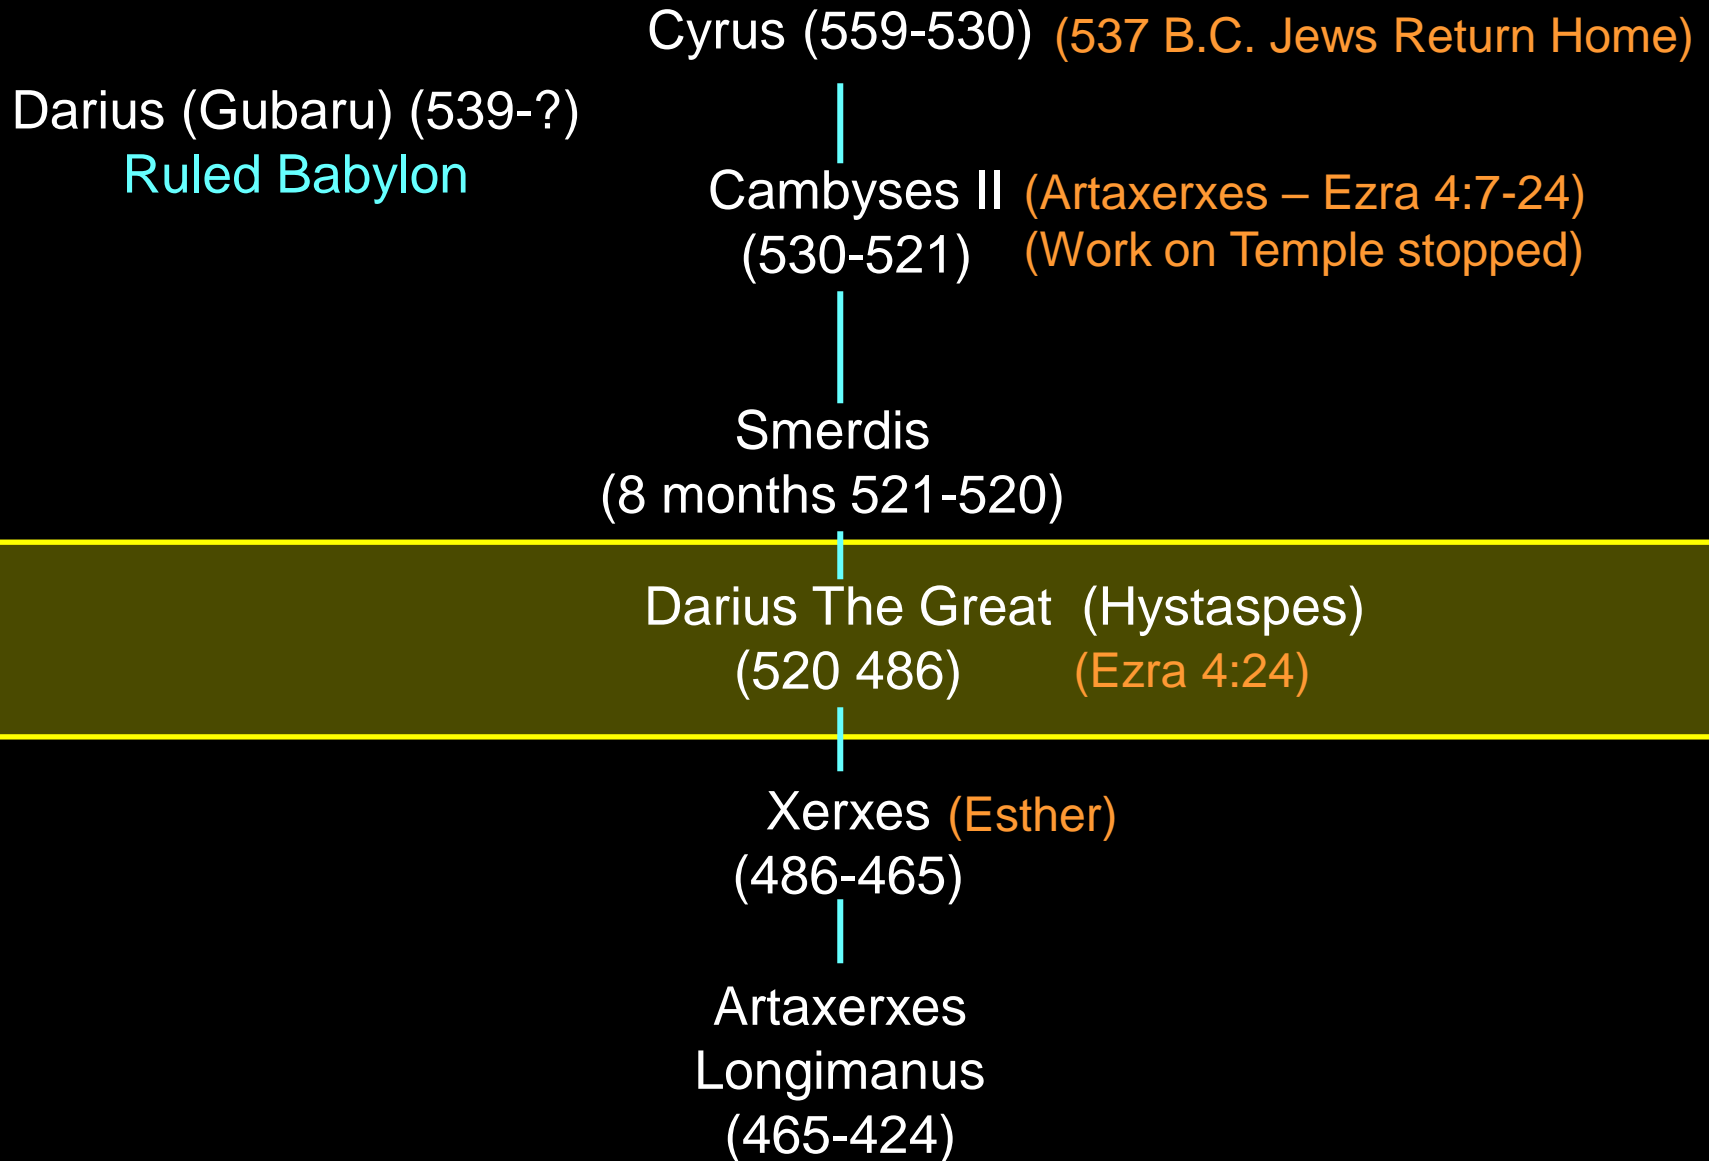 Cyrus (559-530) (537 B.C. Jews Return Home)
Darius (Gubaru) (539-?)
Ruled Babylon
Cambyses II (Artaxerxes – Ezra 4:7-24)
(530-521) (Work on Temple stopped)
Smerdis
(8 months 521-520)
Darius The Great (Hystaspes)
(520 486) (Ezra 4:24)
Xerxes (Esther)
(486-465)
Artaxerxes
Longimanus
(465-424)